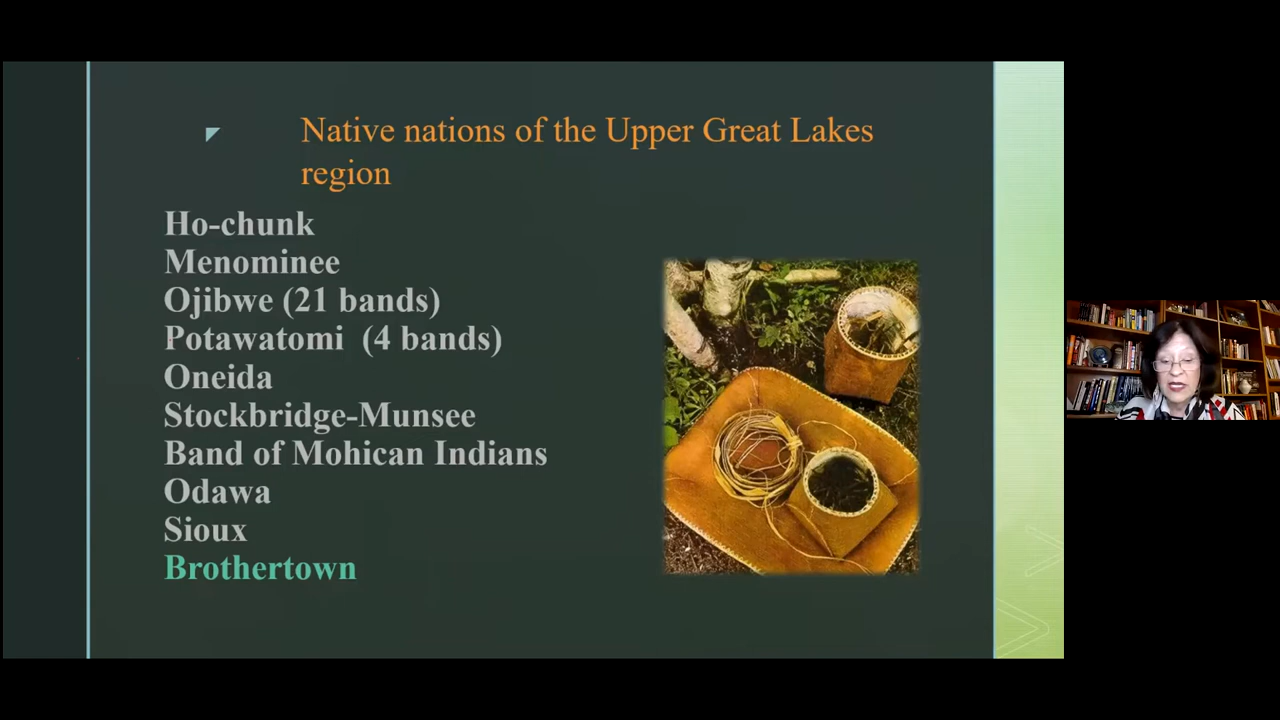 Native nations of the Upper Great Lakes
region
Ho-chunk
Menominee
Ojibwe (21 bands)
Potawatomi  (4 bands)
Oneida
Stockbridge-Munsee
Band of Mohican Indians
Odawa
Sioux
Brothertown